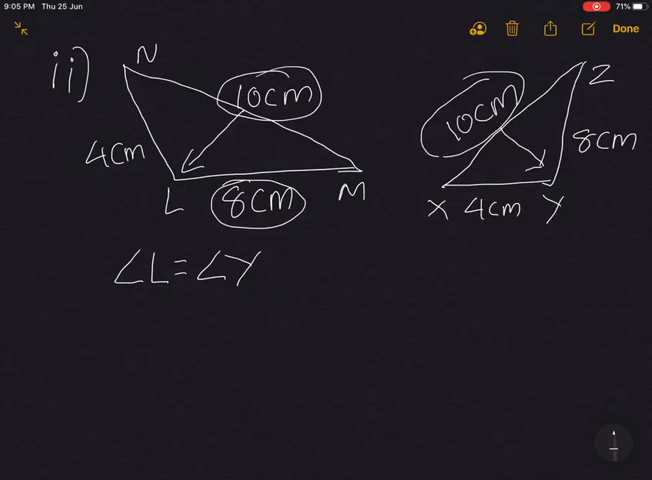 9:05 PM Thu 25 Jun
71%
Done
ii)
N
10cm
4cm
L
8cm
M
10cm
Z
8cm
X 4cm Y
∠L=∠Y